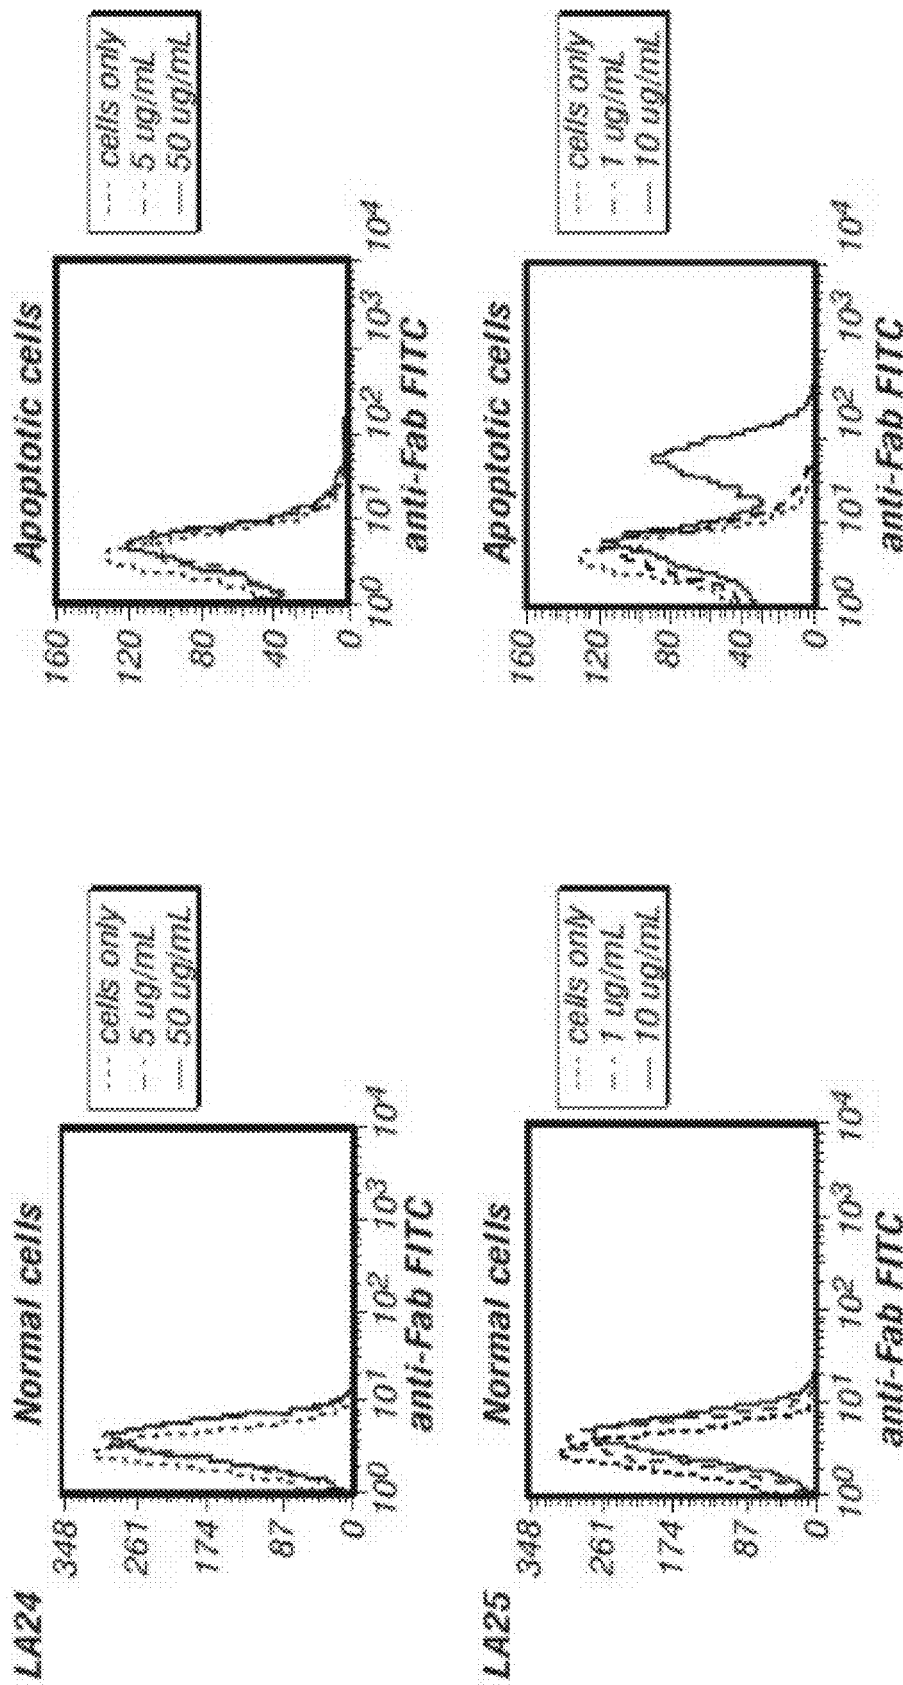 LA24
Normal cells
348
261
174
87
0
10⁰ 10¹ 10² 10³ 10⁴
anti-Fab FITC
cells only
5 ug/mL
50 ug/mL
Apoptotic cells
160
120
80
40
0
10⁰ 10¹ 10² 10³ 10⁴
anti-Fab FITC
cells only
5 ug/mL
50 ug/mL
LA25
Normal cells
348
261
174
87
0
10⁰ 10¹ 10² 10³ 10⁴
anti-Fab FITC
cells only
1 ug/mL
10 ug/mL
Apoptotic cells
160
120
80
40
0
10⁰ 10¹ 10² 10³ 10⁴
anti-Fab FITC
cells only
1 ug/mL
10 ug/mL